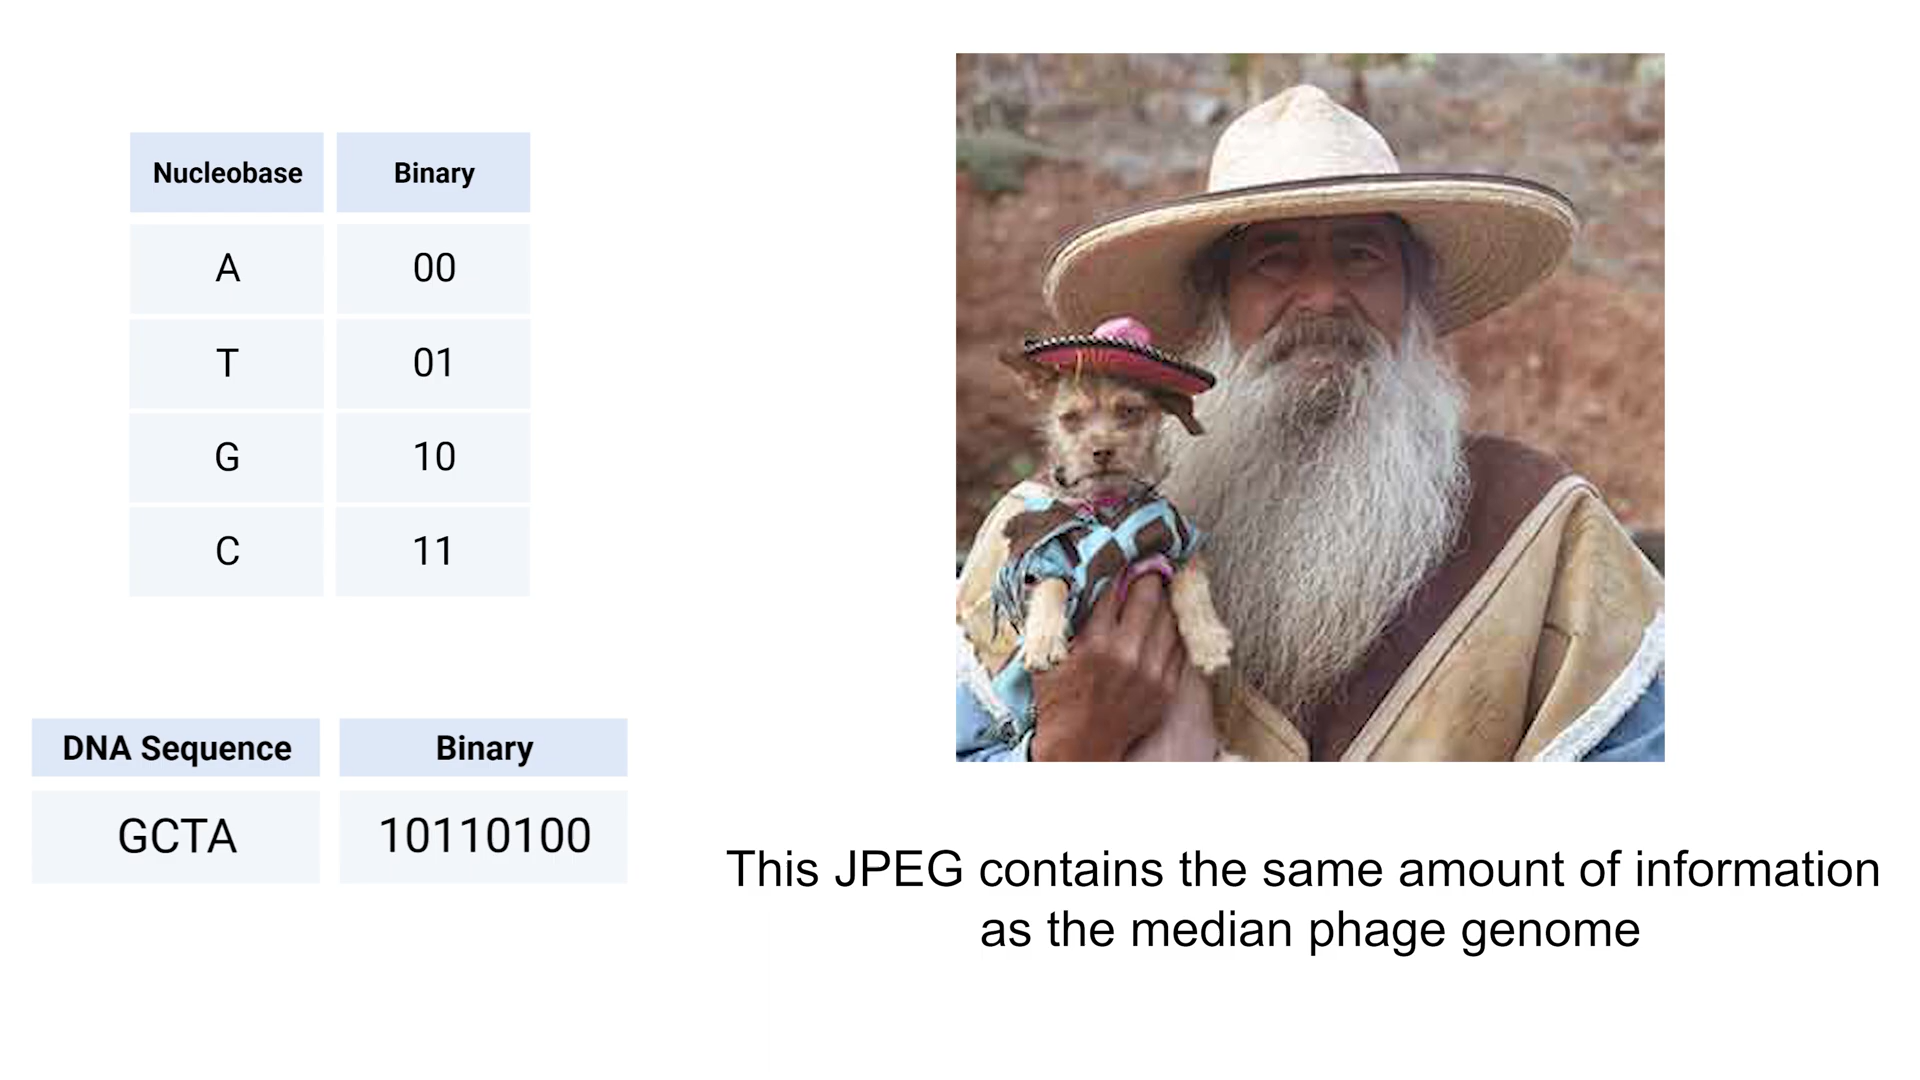 Nucleobase Binary
A 00
T 01
G 10
C 11
DNA Sequence Binary
GCTA 10110100
This JPEG contains the same amount of information
as the median phage genome